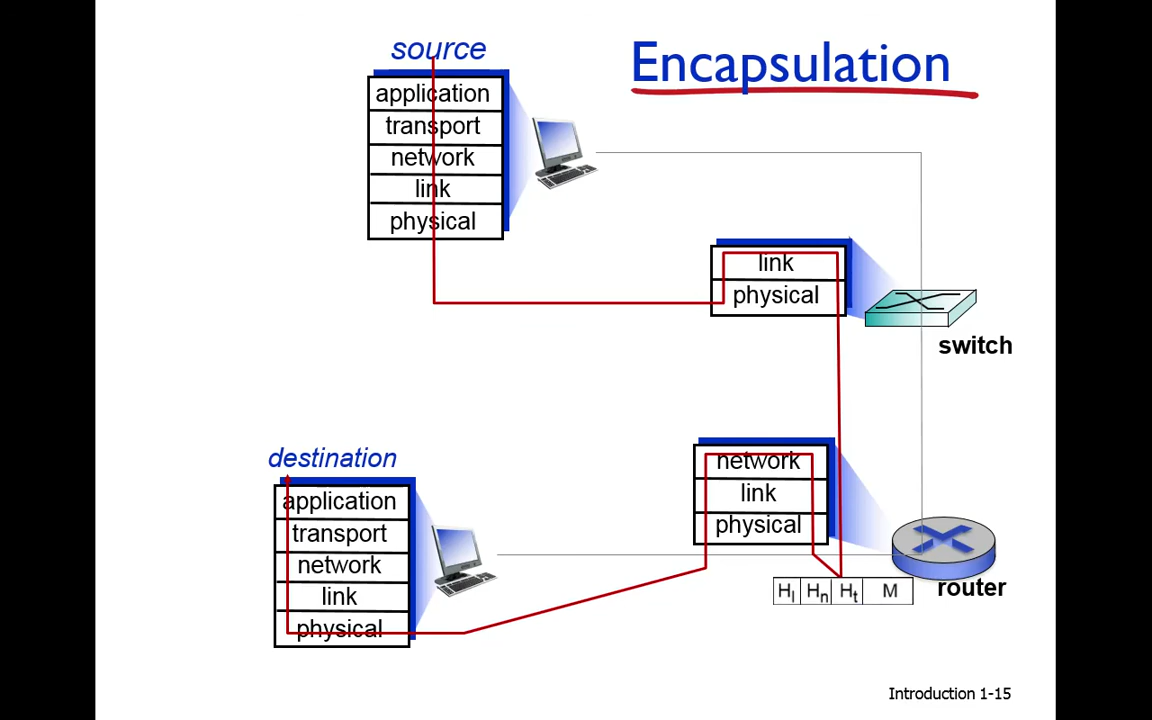 source
Encapsulation
application
transport
network
link
physical
link
physical
switch
destination
application
transport
network
link
physical
network
link
physical
Hl Hn Ht M
router
Introduction 1-15